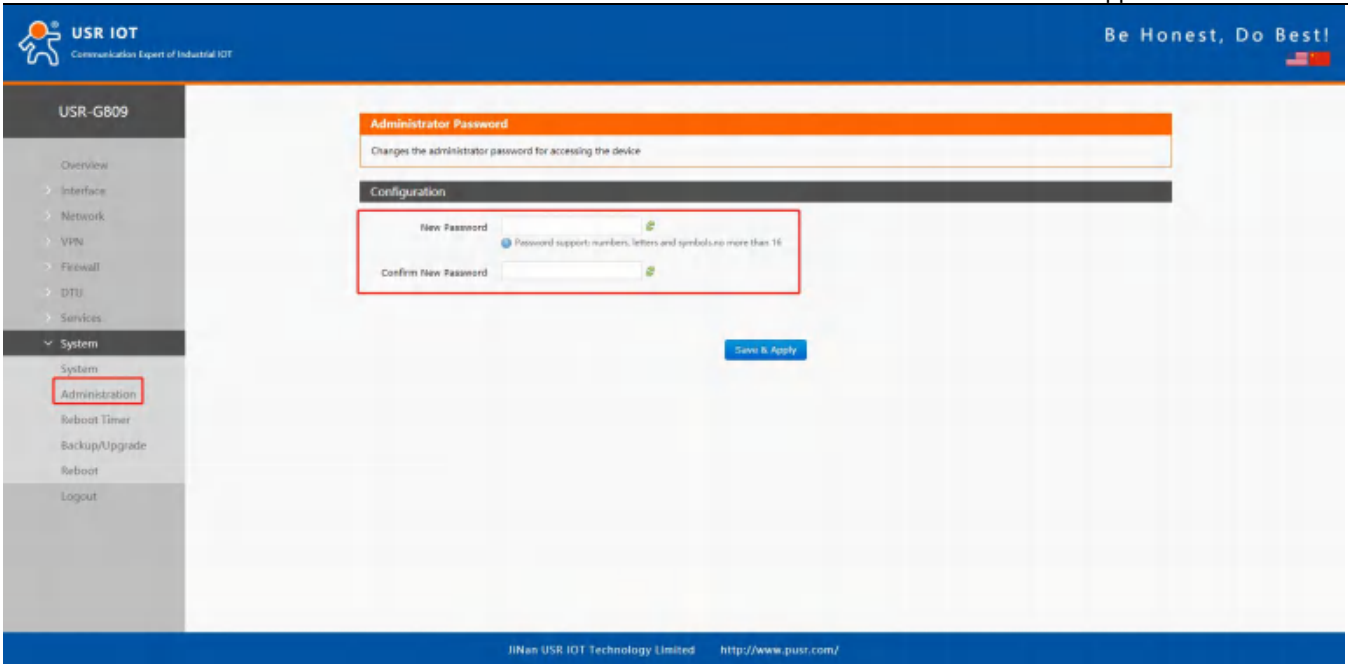 USR IOT
Communication Expert of Industrial IOT
Be Honest, Do Best!
USR-G809
Overview
Interface
Network
VPN
Firewall
DTU
Services
System
System
Administration
Reboot Timer
Backup/Upgrade
Reboot
Logout
Administrator Password
Changes the administrator password for accessing the device
Configuration
New Password
Password support: numbers, letters and symbols.no more than 16
Confirm New Password
Save & Apply
JiNan USR IOT Technology Limited http://www.pusr.com/